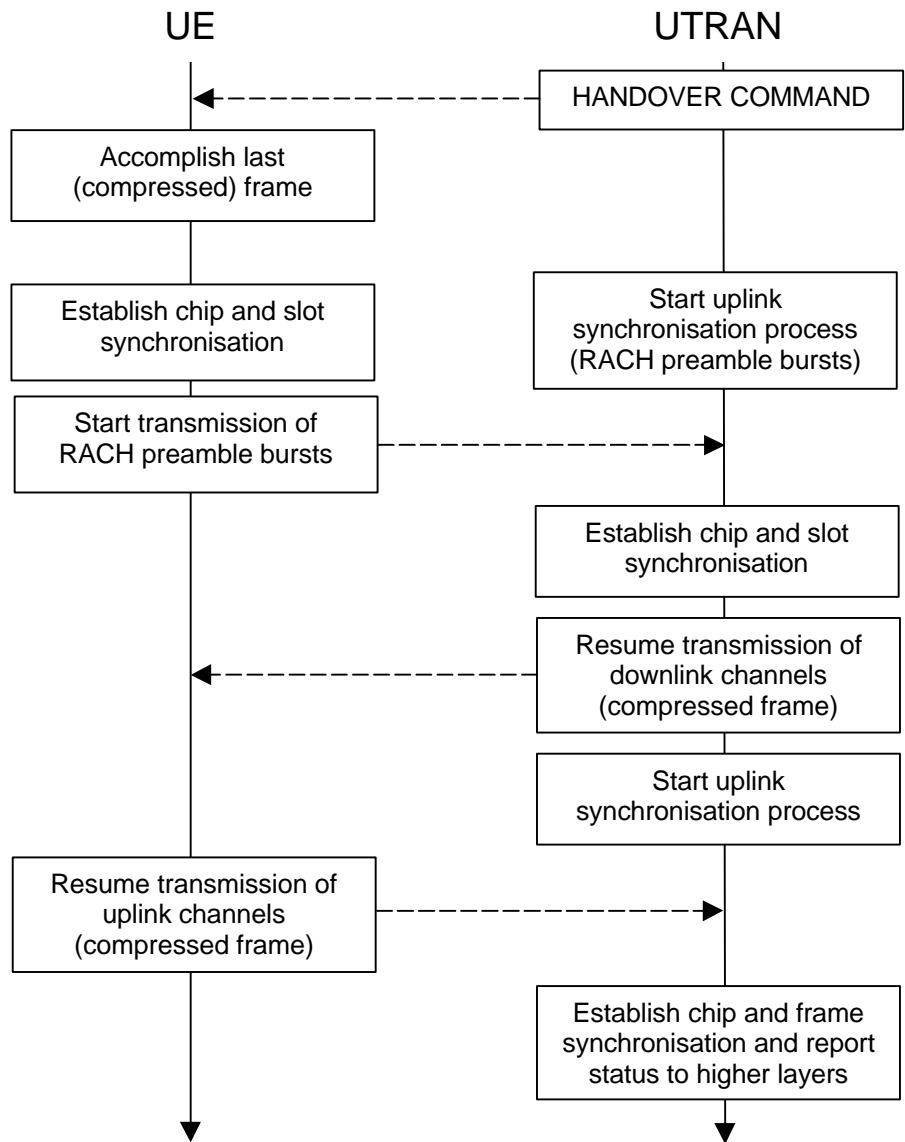 UE
UTRAN
HANDOVER COMMAND
Accomplish last
(compressed) frame
Establish chip and slot
synchronisation
Start uplink
synchronisation process
(RACH preamble bursts)
Start transmission of
RACH preamble bursts
Establish chip and slot
synchronisation
Resume transmission of
downlink channels
(compressed frame)
Start uplink
synchronisation process
Resume transmission of
uplink channels
(compressed frame)
Establish chip and frame
synchronisation and report
status to higher layers